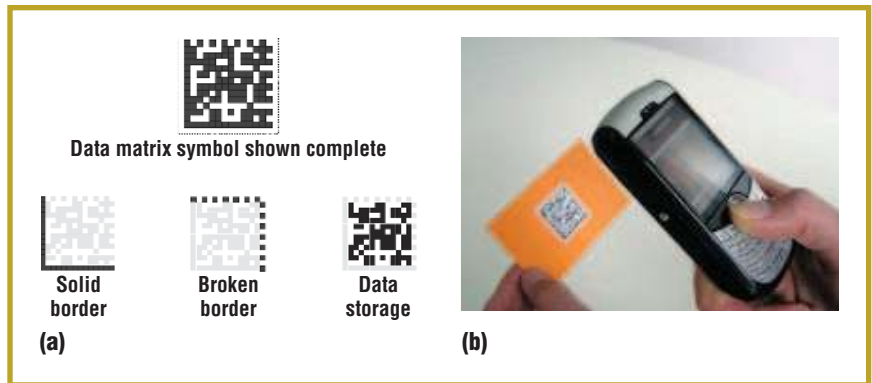 Data matrix symbol shown complete
Solid
border
Broken
border
Data
storage
(a)
(b)